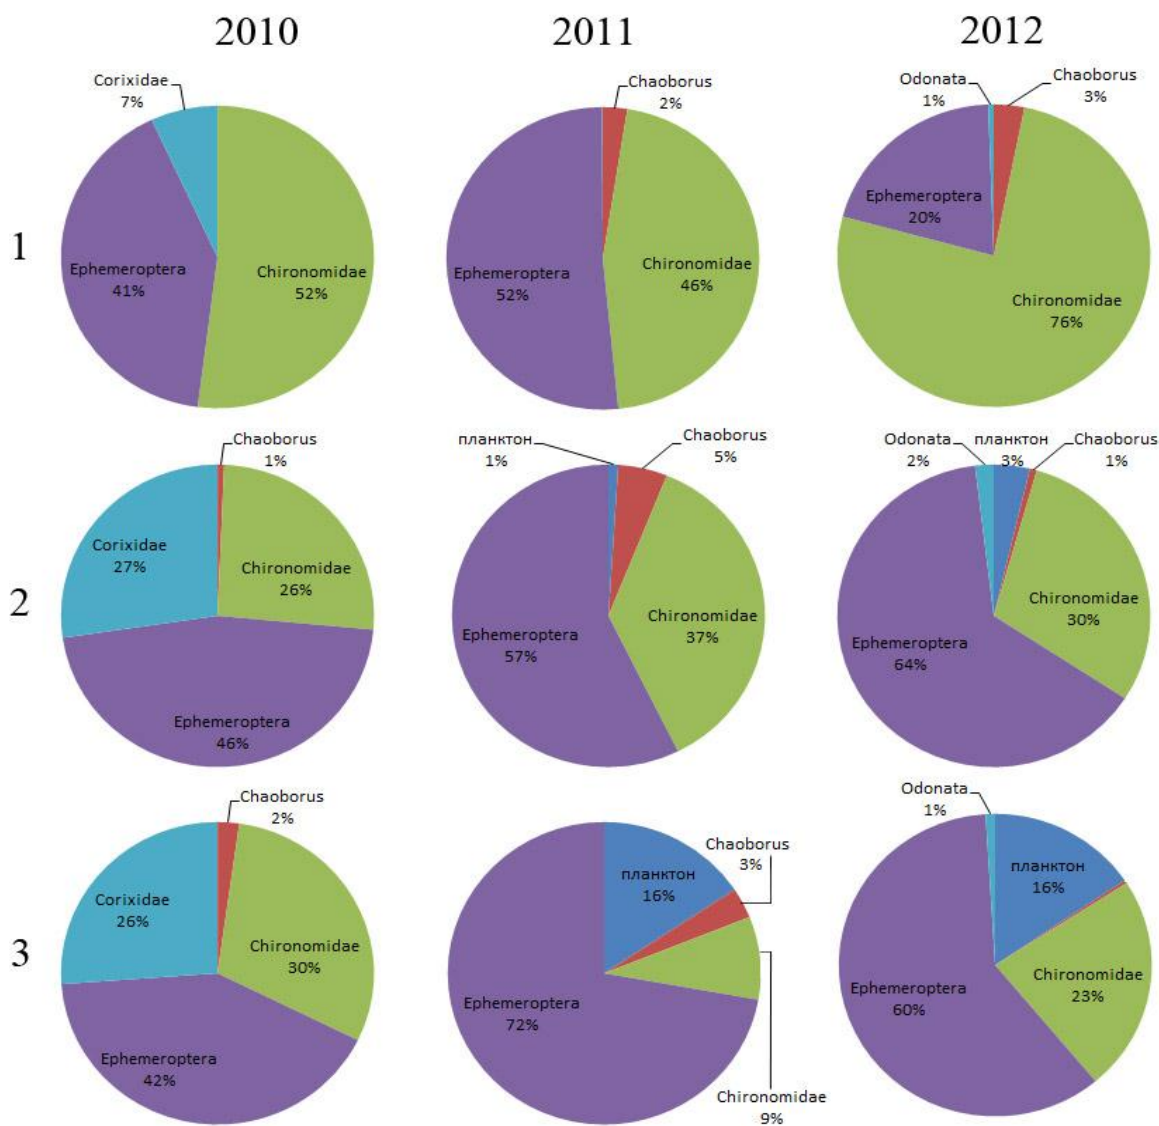 2010
2011
2012
1
Corixidae
7%
Ephemeroptera
41%
Chironomidae
52%
Chaoborus
2%
Ephemeroptera
52%
Chironomidae
46%
Odonata
1%
Chaoborus
3%
Ephemeroptera
20%
Chironomidae
76%
2
Chaoborus
1%
Corixidae
27%
Chironomidae
26%
Ephemeroptera
46%
планктон
1%
Chaoborus
5%
Ephemeroptera
57%
Chironomidae
37%
Odonata
2%
планктон
3%
Chaoborus
1%
Chironomidae
30%
Ephemeroptera
64%
3
Chaoborus
2%
Corixidae
26%
Chironomidae
30%
Ephemeroptera
42%
планктон
16%
Chaoborus
3%
Ephemeroptera
72%
Chironomidae
9%
Odonata
1%
планктон
16%
Ephemeroptera
60%
Chironomidae
23%